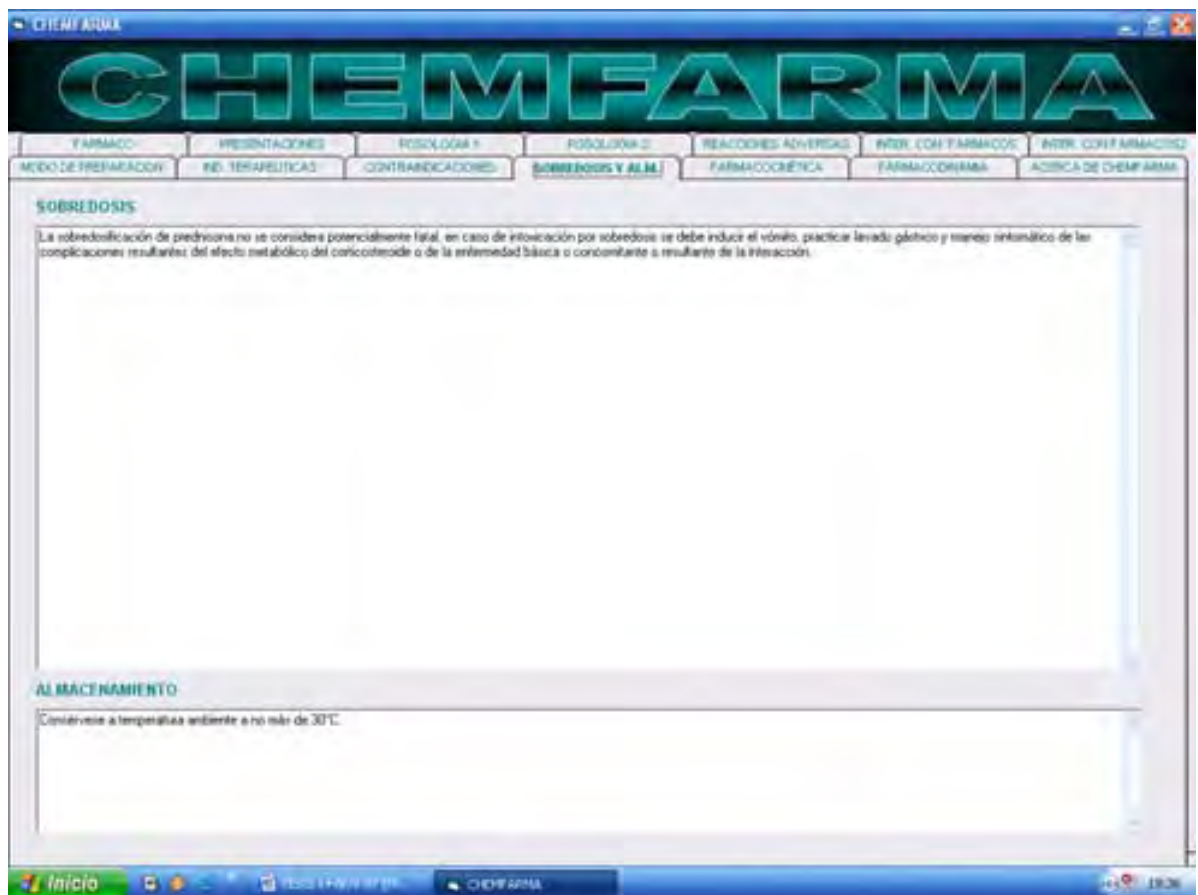 CHEMFARMA
CHEMFARMA
FARMACO PRESENTACIONES POSOLOGIA 1 POSOLOGIA 2 REACCIONES ADVERSAS INTER. CON FARMACOS INTER. CON FARMACOS2
MODO DE PREPARACION IND. TERAPEUTICAS CONTRAINDICACIONES SOBREDOSIS Y ALM. FARMACOCINÉTICA FARMACODINAMIA ACERCA DE CHEMFARMA
SOBREDOSIS
La sobredosificación de prednisona no se considera potencialmente fatal, en caso de intoxicación por sobredosis se debe inducir el vómito, practicar lavado gástrico y manejo sintomático de las
complicaciones resultantes del efecto metabólico del corticosteroide o de la enfermedad básica o concomitante o resultante de la interacción.
ALMACENAMIENTO
Consérvese a temperatura ambiente a no más de 30°C.
Inicio CHEMFARMA